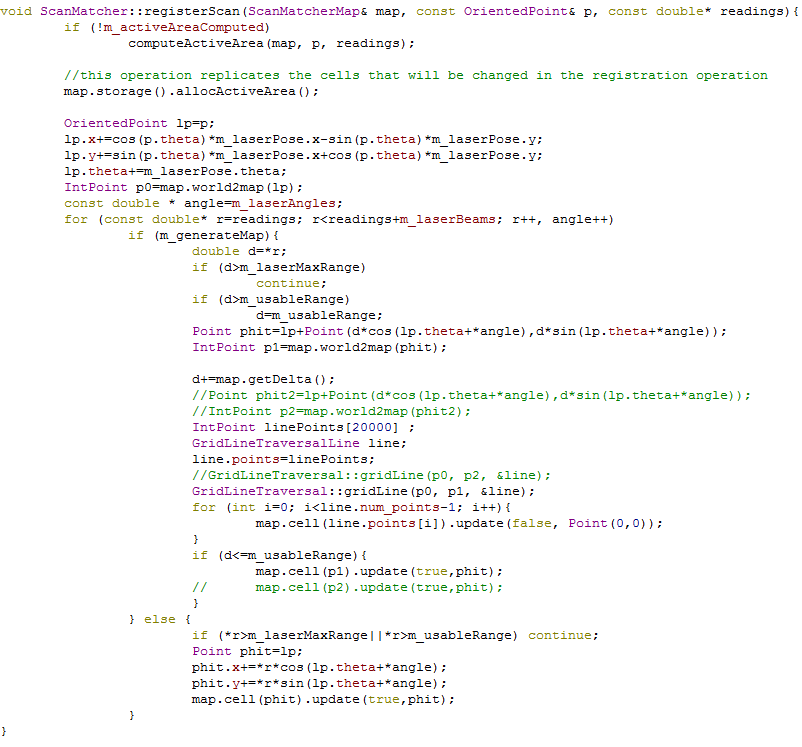 void ScanMatcher::registerScan(ScanMatcherMap& map, const OrientedPoint& p, const double* readings){
        if (!m_activeAreaComputed)
                computeActiveArea(map, p, readings);

        //this operation replicates the cells that will be changed in the registration operation
        map.storage().allocActiveArea();

        OrientedPoint lp=p;
        lp.x+=cos(p.theta)*m_laserPose.x-sin(p.theta)*m_laserPose.y;
        lp.y+=sin(p.theta)*m_laserPose.x+cos(p.theta)*m_laserPose.y;
        lp.theta+=m_laserPose.theta;
        IntPoint p0=map.world2map(lp);
        const double * angle=m_laserAngles;
        for (const double* r=readings; r<readings+m_laserBeams; r++, angle++)
                if (m_generateMap){
                        double d=*r;
                        if (d>m_laserMaxRange)
                                continue;
                        if (d>m_usableRange)
                                d=m_usableRange;
                        Point phit=lp+Point(d*cos(lp.theta+*angle),d*sin(lp.theta+*angle));
                        IntPoint p1=map.world2map(phit);

                        d+=map.getDelta();
                        //Point phit2=lp+Point(d*cos(lp.theta+*angle),d*sin(lp.theta+*angle));
                        //IntPoint p2=map.world2map(phit2);
                        IntPoint linePoints[20000] ;
                        GridLineTraversalLine line;
                        line.points=linePoints;
                        //GridLineTraversal::gridLine(p0, p2, &line);
                        GridLineTraversal::gridLine(p0, p1, &line);
                        for (int i=0; i<line.num_points-1; i++){
                                map.cell(line.points[i]).update(false, Point(0,0));
                        }
                        if (d<=m_usableRange){
                                map.cell(p1).update(true,phit);
                        //      map.cell(p2).update(true,phit);
                        }
                } else {
                        if (*r>m_laserMaxRange||*r>m_usableRange) continue;
                        Point phit=lp;
                        phit.x+=*r*cos(lp.theta+*angle);
                        phit.y+=*r*sin(lp.theta+*angle);
                        map.cell(phit).update(true,phit);
                }
}